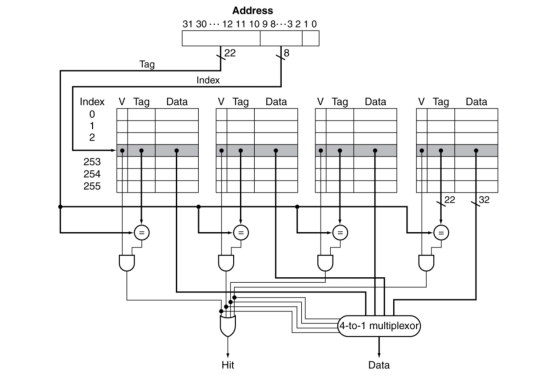 Address
31 30 ··· 12 11 10 9 8 ··· 3 2 1 0
22
8
Tag
Index
Index V Tag Data V Tag Data V Tag Data V Tag Data
0
1
2
253
254
255
22 32
= = = =
4-to-1 multiplexor
Hit Data